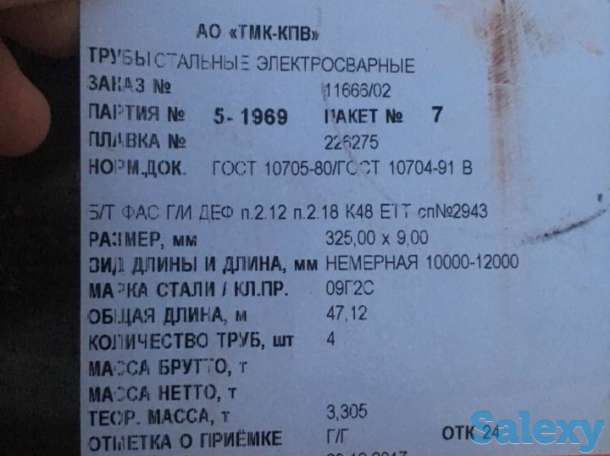 АО «ТМК-КПВ»
ТРУБЫ СТАЛЬНЫЕ ЭЛЕКТРОСВАРНЫЕ
ЗАКАЗ № 11666/02
ПАРТИЯ № 5-1969 ПАКЕТ № 7
ПЛАВКА № 226275
НОРМ.ДОК. ГОСТ 10705-80/ГОСТ 10704-91 В
Б/Т ФАС Г/И ДЕФ п.2.12 п.2.18 К48 ЕТТ сп№2943
РАЗМЕР, мм 325,00 х 9,00
ВИД ДЛИНЫ И ДЛИНА, мм НЕМЕРНАЯ 10000-12000
МАРКА СТАЛИ / КЛ.ПР. 09Г2С
ОБЩАЯ ДЛИНА, м 47,12
КОЛИЧЕСТВО ТРУБ, шт 4
МАССА БРУТТО, т
МАССА НЕТТО, т
ТЕОР. МАССА, т 3,305
ОТМЕТКА О ПРИЁМКЕ Г/Г ОТК 24
Salexy